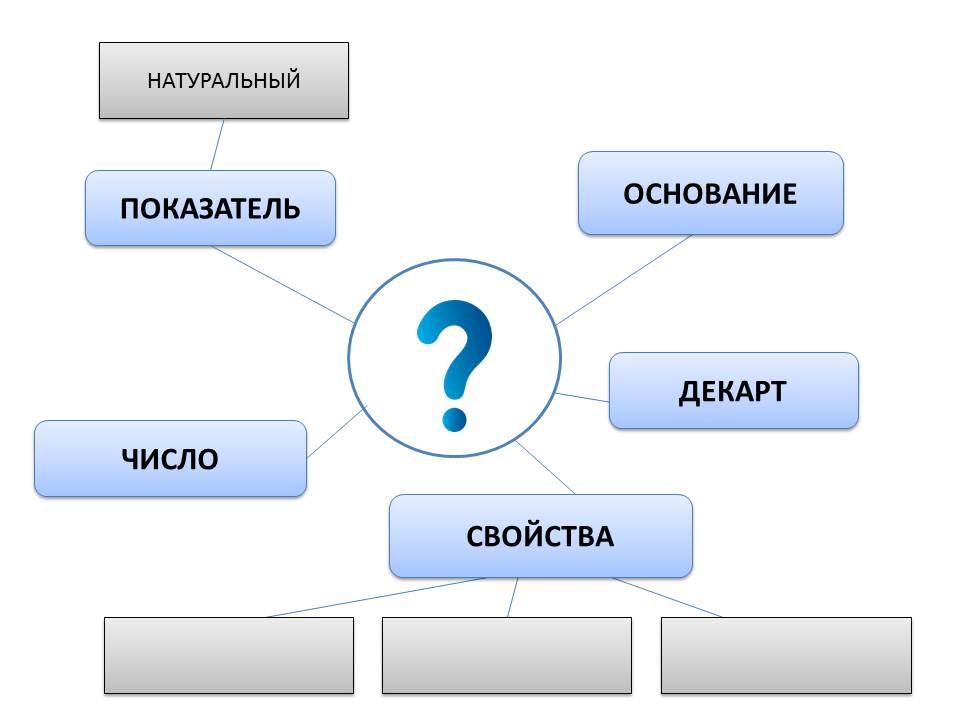 НАТУРАЛЬНЫЙ
ПОКАЗАТЕЛЬ
ОСНОВАНИЕ
?
ДЕКАРТ
ЧИСЛО
СВОЙСТВА